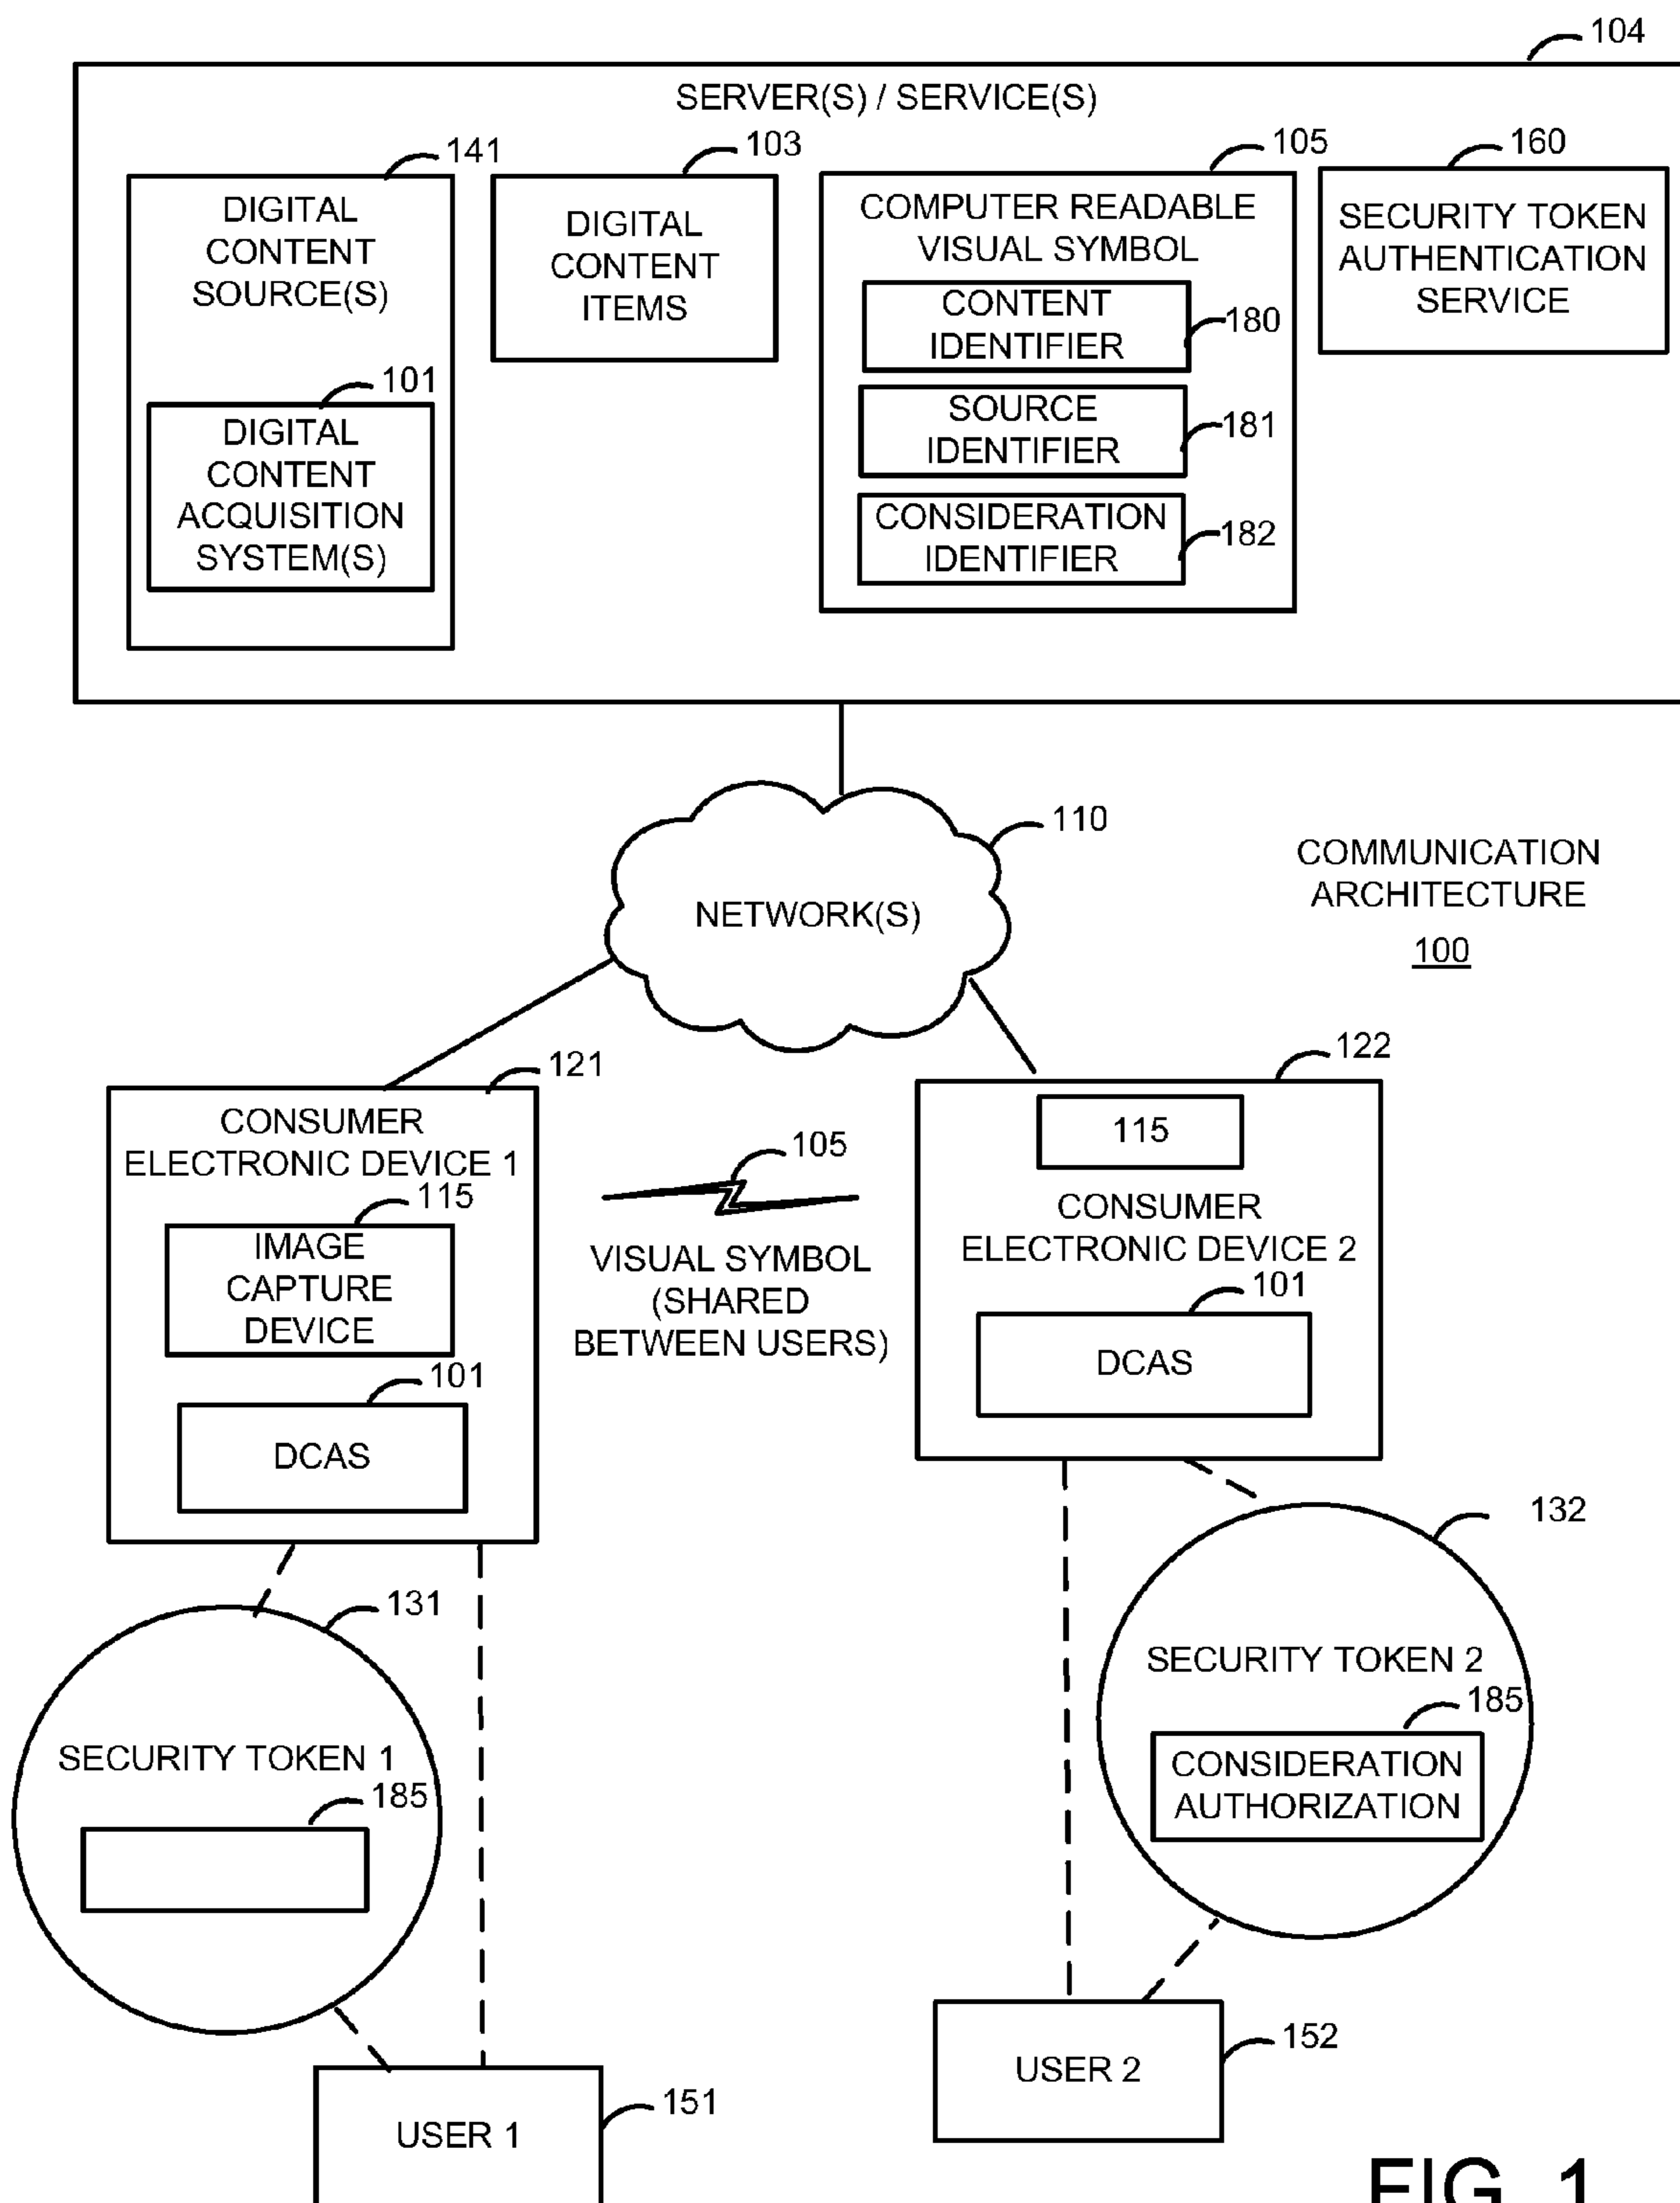 104
SERVER(S) / SERVICE(S)
141
DIGITAL
CONTENT
SOURCE(S)
101
DIGITAL
CONTENT
ACQUISITION
SYSTEM(S)
103
DIGITAL
CONTENT
ITEMS
105
COMPUTER READABLE
VISUAL SYMBOL
CONTENT
IDENTIFIER
180
SOURCE
IDENTIFIER
181
CONSIDERATION
IDENTIFIER
182
160
SECURITY TOKEN
AUTHENTICATION
SERVICE
110
NETWORK(S)
COMMUNICATION
ARCHITECTURE
100
121
CONSUMER
ELECTRONIC DEVICE 1
115
IMAGE
CAPTURE
DEVICE
101
DCAS
105
VISUAL SYMBOL
(SHARED
BETWEEN USERS)
122
115
CONSUMER
ELECTRONIC DEVICE 2
101
DCAS
131
SECURITY TOKEN 1
185
132
SECURITY TOKEN 2
185
CONSIDERATION
AUTHORIZATION
USER 1
151
USER 2
152
FIG. 1